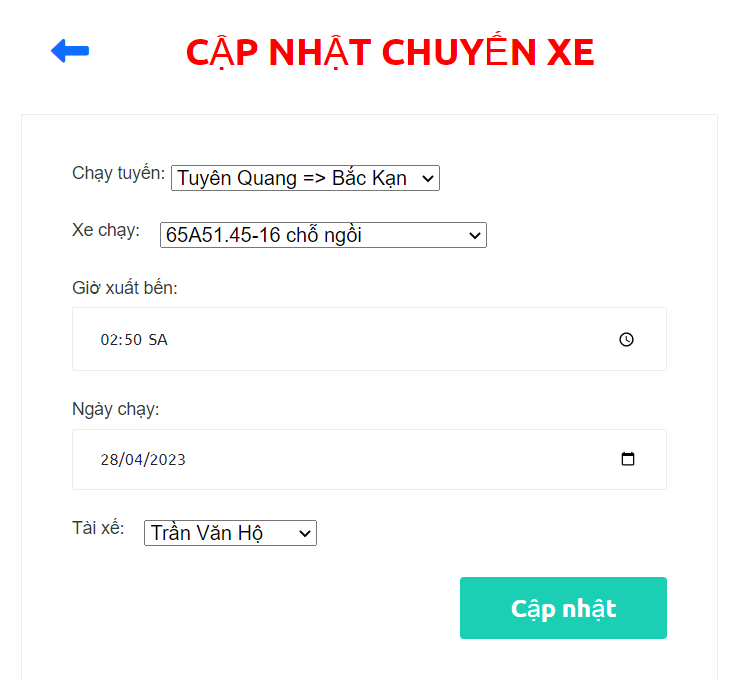 CẬP NHẬT CHUYẾN XE
Chạy tuyến: Tuyên Quang => Bắc Kạn
Xe chạy: 65A51.45-16 chỗ ngồi
Giờ xuất bến:
02:50 SA
Ngày chạy:
28/04/2023
Tài xế: Trần Văn Hộ
Cập nhật